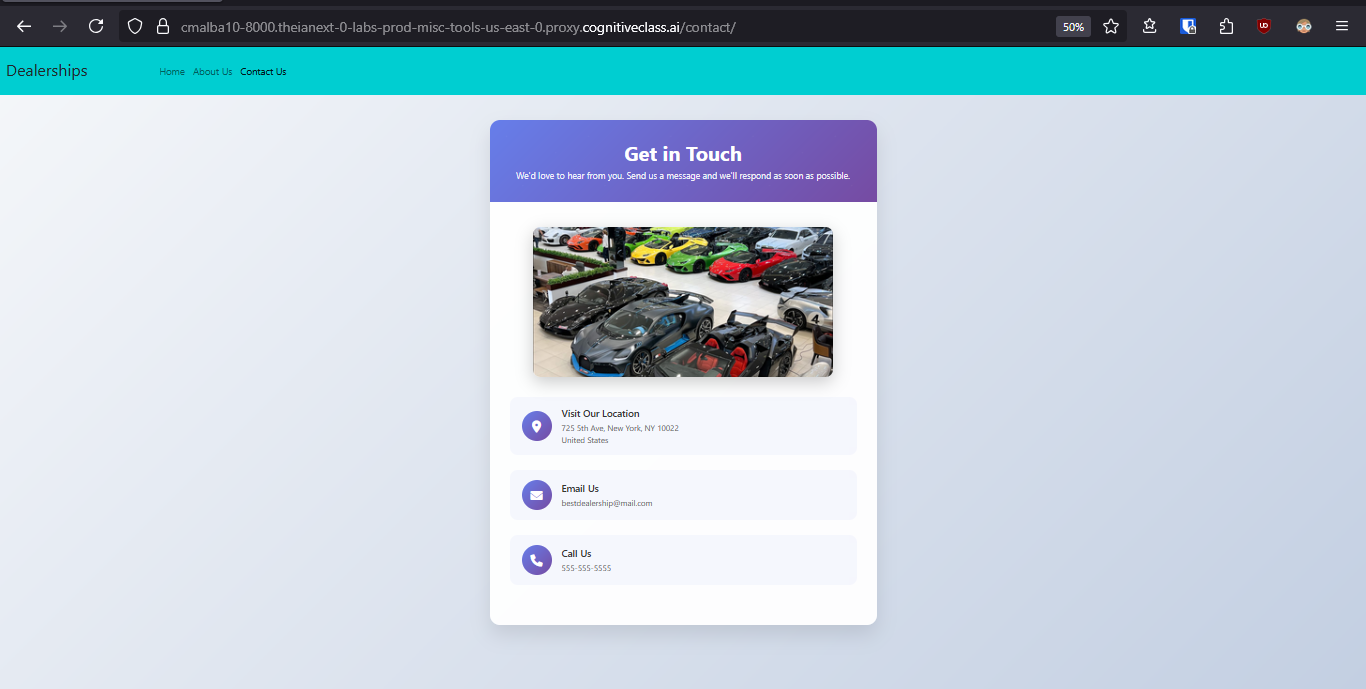 cmalba10-8000.theianext-0-labs-prod-misc-tools-us-east-0.proxy.cognitiveclass.ai/contact/
50%
UD
Dealerships
Home About Us Contact Us
Get in Touch
We'd love to hear from you. Send us a message and we'll respond as soon as possible.
4
Visit Our Location
725 5th Ave, New York, NY 10022
United States
Email Us
bestdealership@mail.com
Call Us
555-555-5555